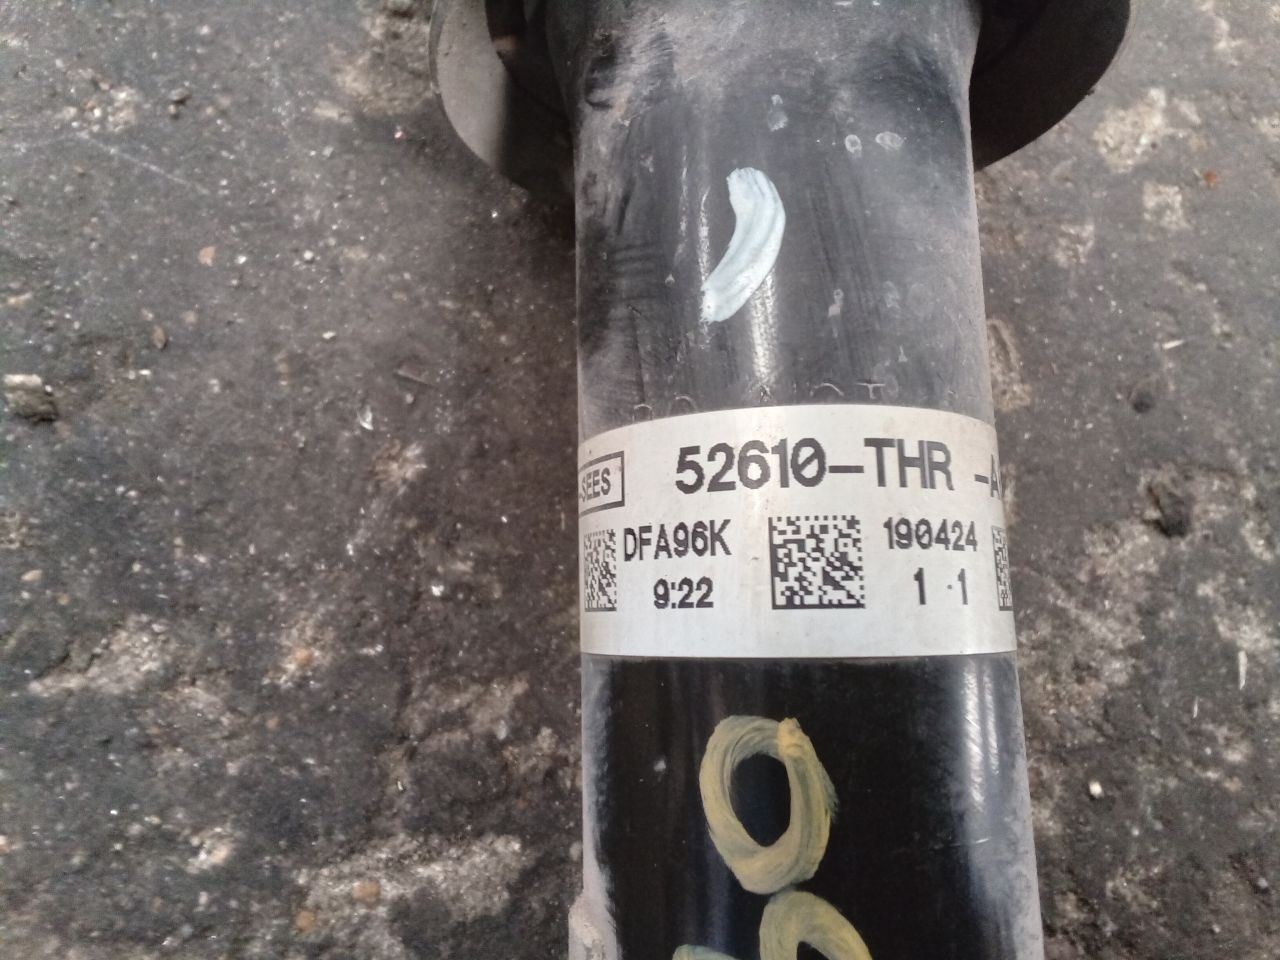 -SEES
52610-THR -A
DFA96K
190424
9:22
1 1